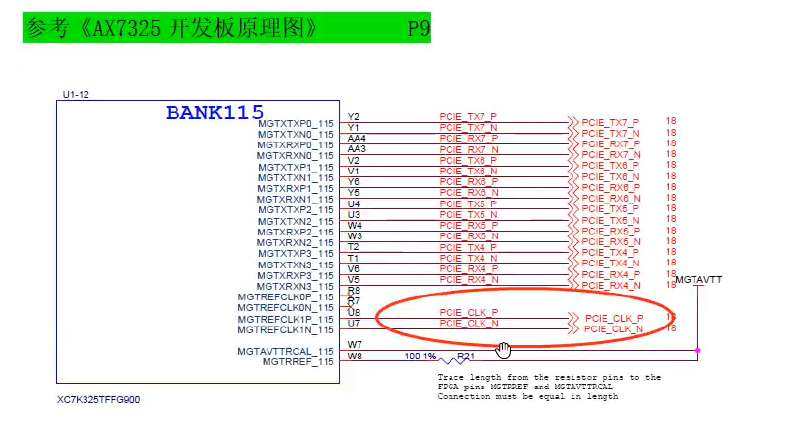 参考《AX7325 开发板原理图》 P9
U1-12
BANK115
MGTXTXP0_115 Y2 PCIE_TX7_P PCIE_TX7_P 18
MGTXTXN0_115 Y1 PCIE_TX7_N PCIE_TX7_N 18
MGTXRXP0_115 AA4 PCIE_RX7_P PCIE_RX7_P 18
MGTXRXN0_115 AA3 PCIE_RX7_N PCIE_RX7_N 18
MGTXTXP1_115 V2 PCIE_TX6_P PCIE_TX6_P 18
MGTXTXN1_115 V1 PCIE_TX6_N PCIE_TX6_N 18
MGTXRXP1_115 Y6 PCIE_RX6_P PCIE_RX6_P 18
MGTXRXN1_115 Y5 PCIE_RX6_N PCIE_RX6_N 18
MGTXTXP2_115 U4 PCIE_TX5_P PCIE_TX5_P 18
MGTXTXN2_115 U3 PCIE_TX5_N PCIE_TX5_N 18
MGTXRXP2_115 W4 PCIE_RX5_P PCIE_RX5_P 18
MGTXRXN2_115 W3 PCIE_RX5_N PCIE_RX5_N 18
MGTXTXP3_115 T2 PCIE_TX4_P PCIE_TX4_P 18
MGTXTXN3_115 T1 PCIE_TX4_N PCIE_TX4_N 18
MGTXRXP3_115 V6 PCIE_RX4_P PCIE_RX4_P 18
MGTXRXN3_115 V5 PCIE_RX4_N PCIE_RX4_N 18 MGTAVTT
MGTREFCLK0P_115 R8
MGTREFCLK0N_115 R7
MGTREFCLK1P_115 U8 PCIE_CLK_P PCIE_CLK_P
MGTREFCLK1N_115 U7 PCIE_CLK_N PCIE_CLK_N 18
MGTAVTTRCAL_115 W7
MGTRREF_115 W8 100 1% R21
Trace length from the resistor pins to the
FPGA pins MGTRREF and MGTAVTTRCAL
Connection must be equal in length
XC7K325TFFG900